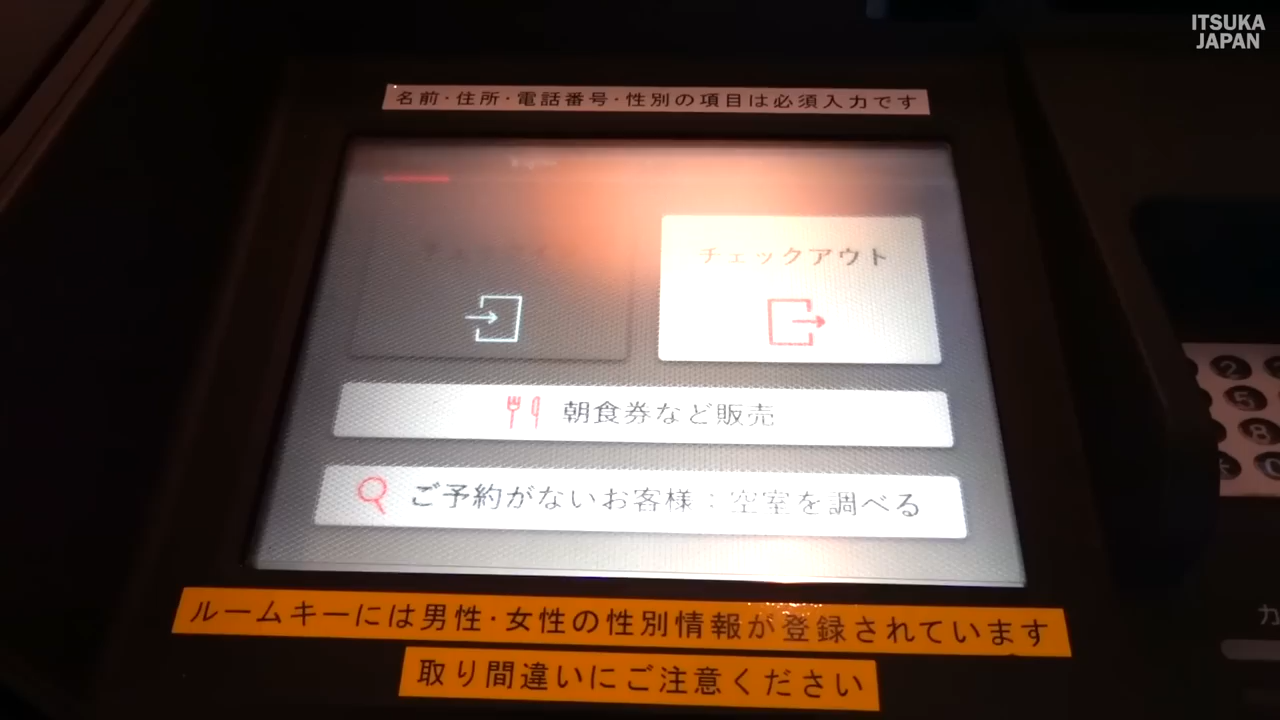 ITSUKA
JAPAN
名前・住所・電話番号・性別の項目は必須入力です
チェックアウト
朝食券など販売
ご予約がないお客様：空室を調べる
2
5
8
ルームキーには男性・女性の性別情報が登録されています
取り間違いにご注意ください